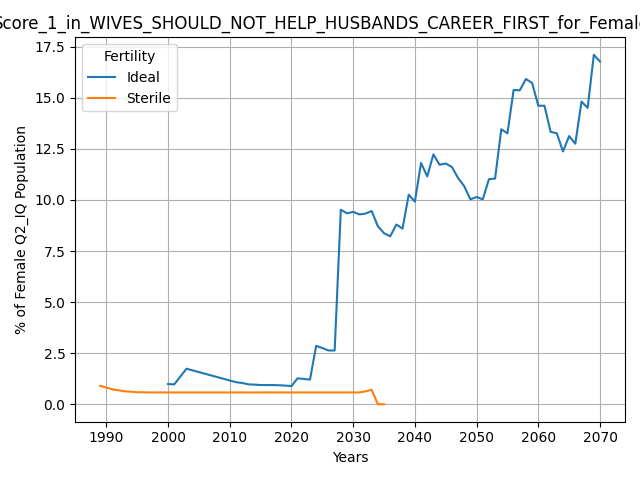 Score_1_in_WIVES_SHOULD_NOT_HELP_HUSBANDS_CAREER_FIRST_for_Female
Fertility
Ideal
Sterile
% of Female Q2_IQ Population
17.5
15.0
12.5
10.0
7.5
5.0
2.5
0.0
1990 2000 2010 2020 2030 2040 2050 2060 2070
Years